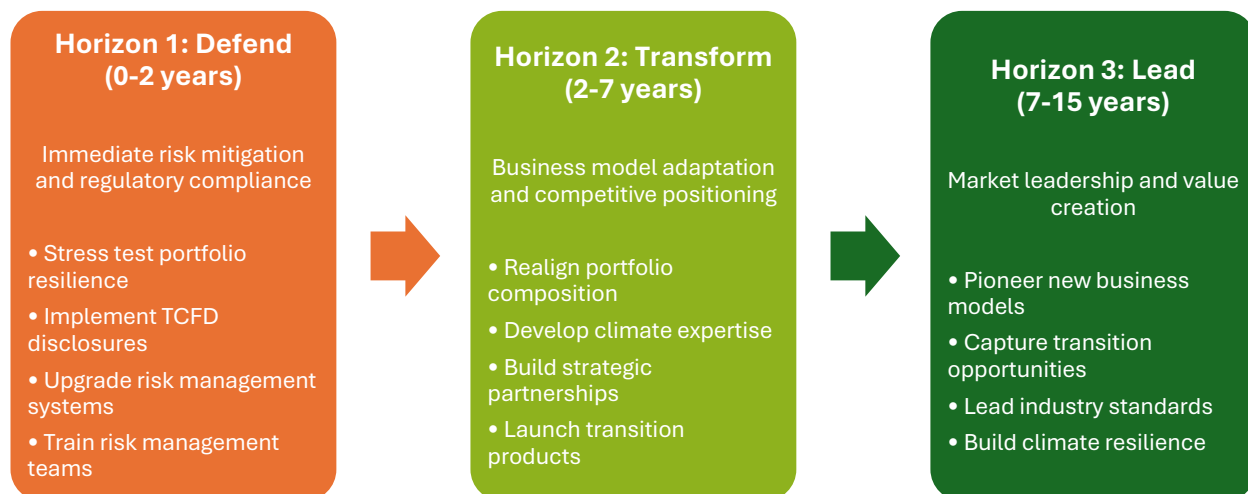 Horizon 1: Defend
(0-2 years)
Immediate risk mitigation
and regulatory compliance
• Stress test portfolio
resilience
• Implement TCFD
disclosures
• Upgrade risk management
systems
• Train risk management
teams
Horizon 2: Transform
(2-7 years)
Business model adaptation
and competitive positioning
• Realign portfolio
composition
• Develop climate expertise
• Build strategic
partnerships
• Launch transition
products
Horizon 3: Lead
(7-15 years)
Market leadership and value
creation
• Pioneer new business
models
• Capture transition
opportunities
• Lead industry standards
• Build climate resilience